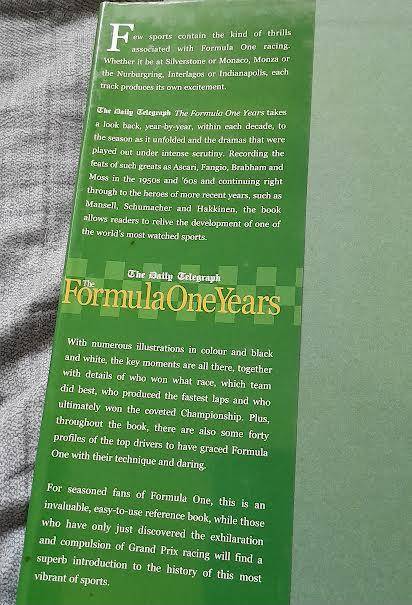 Few sports contain the kind of thrills
associated with Formula One racing.
Whether it be at Silverstone or Monaco, Monza or
the Nurburgring, Interlagos or Indianapolis, each
track produces its own excitement.
The Daily Telegraph The Formula One Years takes
a look back, year-by-year, within each decade, to
the season as it unfolded and the dramas that were
played out under intense scrutiny. Recording the
feats of such greats as Ascari, Fangio, Brabham and
Moss in the 1950s and '60s and continuing right
through to the heroes of more recent years, such as
Mansell, Schumacher and Hakkinen, the book
allows readers to relive the development of one of
the world's most watched sports.
The Daily Telegraph
The
FormulaOneYears
With numerous illustrations in colour and black
and white, the key moments are all there, together
with details of who won what race, which team
did best, who produced the fastest laps and who
ultimately won the coveted Championship. Plus,
throughout the book, there are also some forty
profiles of the top drivers to have graced Formula
One with their technique and daring.
For seasoned fans of Formula One, this is an
invaluable, easy-to-use reference book, while those
who have only just discovered the exhilaration
and compulsion of Grand Prix racing will find a
superb introduction to the history of this most
vibrant of sports.